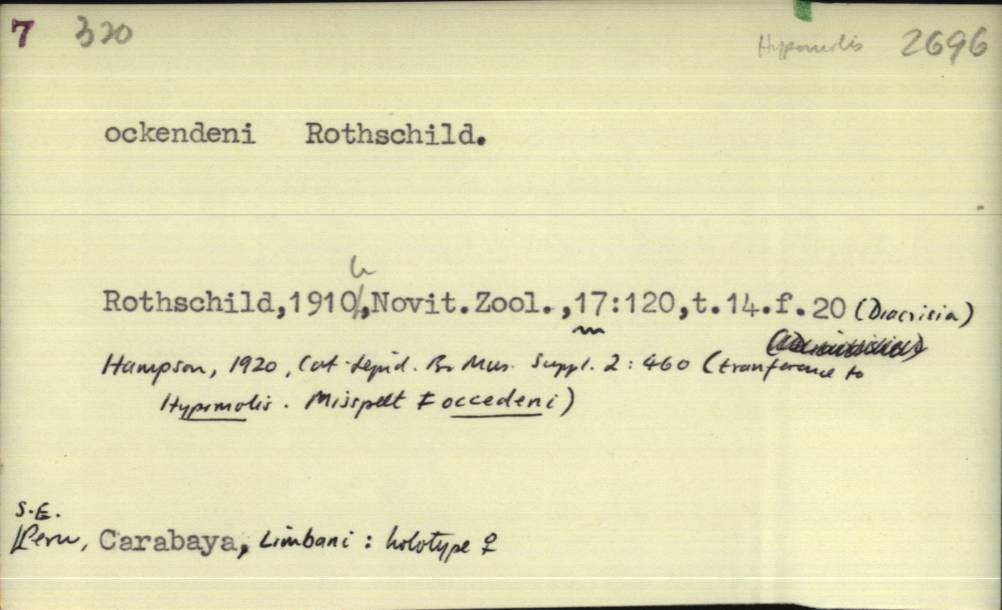 7 320 Hypomolis 2696
ockendeni Rothschild.
Rothschild,1910,Novit.Zool.,17:120,t.14.f.20 (Diacrisia)
Hampson, 1920, Cat. Lepid. Br Mus. Suppl. 2: 460 (tranference to
Hypomolis. Misspelt occedeni)
S.E.
Peru, Carabaya, Limbani: holotype ♀